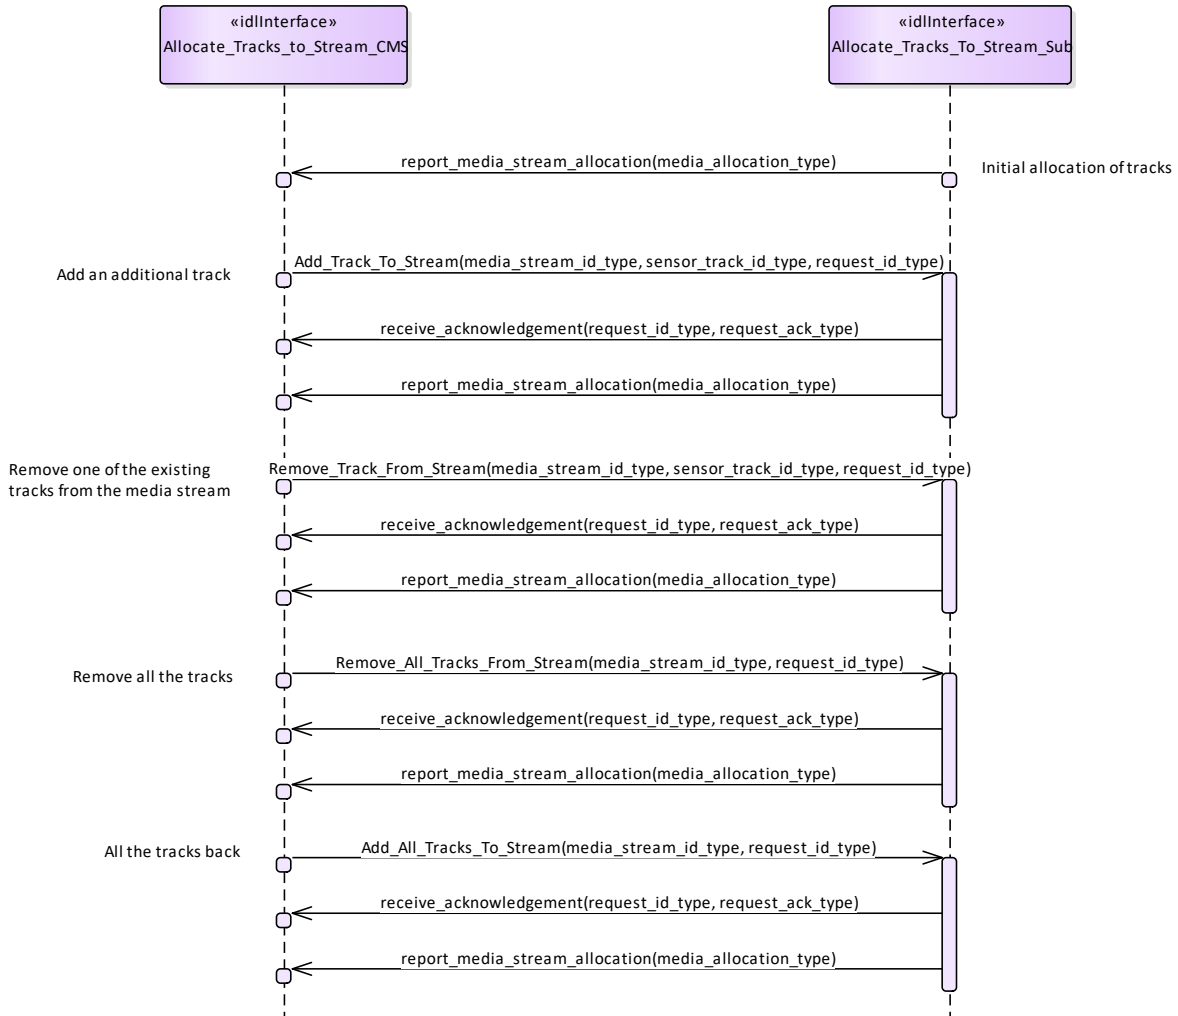 «idlInterface»
Allocate_Tracks_to_Stream_CMS
«idlInterface»
Allocate_Tracks_To_Stream_Sub
report_media_stream_allocation(media_allocation_type)
Initial allocation of tracks
Add_Track_To_Stream(media_stream_id_type, sensor_track_id_type, request_id_type)
Add an additional track
receive_acknowledgement(request_id_type, request_ack_type)
report_media_stream_allocation(media_allocation_type)
Remove one of the existing
tracks from the media stream
Remove_Track_From_Stream(media_stream_id_type, sensor_track_id_type, request_id_type)
receive_acknowledgement(request_id_type, request_ack_type)
report_media_stream_allocation(media_allocation_type)
Remove_All_Tracks_From_Stream(media_stream_id_type, request_id_type)
Remove all the tracks
receive_acknowledgement(request_id_type, request_ack_type)
report_media_stream_allocation(media_allocation_type)
All the tracks back
Add_All_Tracks_To_Stream(media_stream_id_type, request_id_type)
receive_acknowledgement(request_id_type, request_ack_type)
report_media_stream_allocation(media_allocation_type)